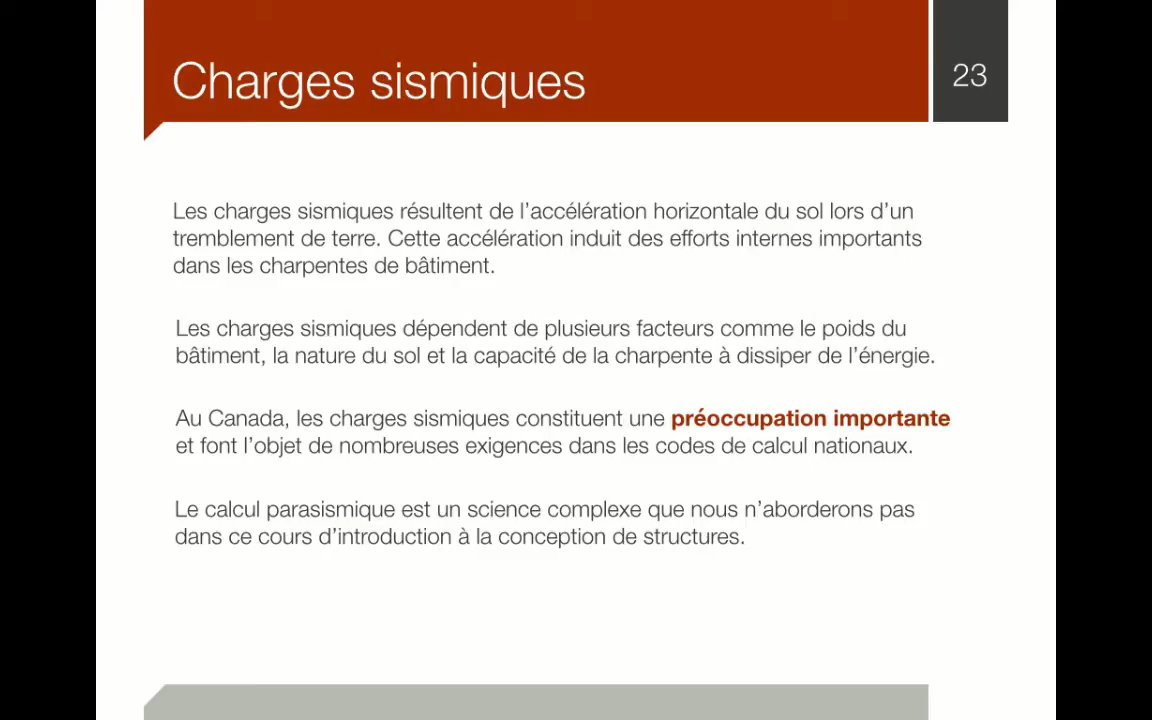 Charges sismiques
23
Les charges sismiques résultent de l'accélération horizontale du sol lors d'un
tremblement de terre. Cette accélération induit des efforts internes importants
dans les charpentes de bâtiment.
Les charges sismiques dépendent de plusieurs facteurs comme le poids du
bâtiment, la nature du sol et la capacité de la charpente à dissiper de l'énergie.
Au Canada, les charges sismiques constituent une préoccupation importante
et font l'objet de nombreuses exigences dans les codes de calcul nationaux.
Le calcul parasismique est un science complexe que nous n'aborderons pas
dans ce cours d'introduction à la conception de structures.